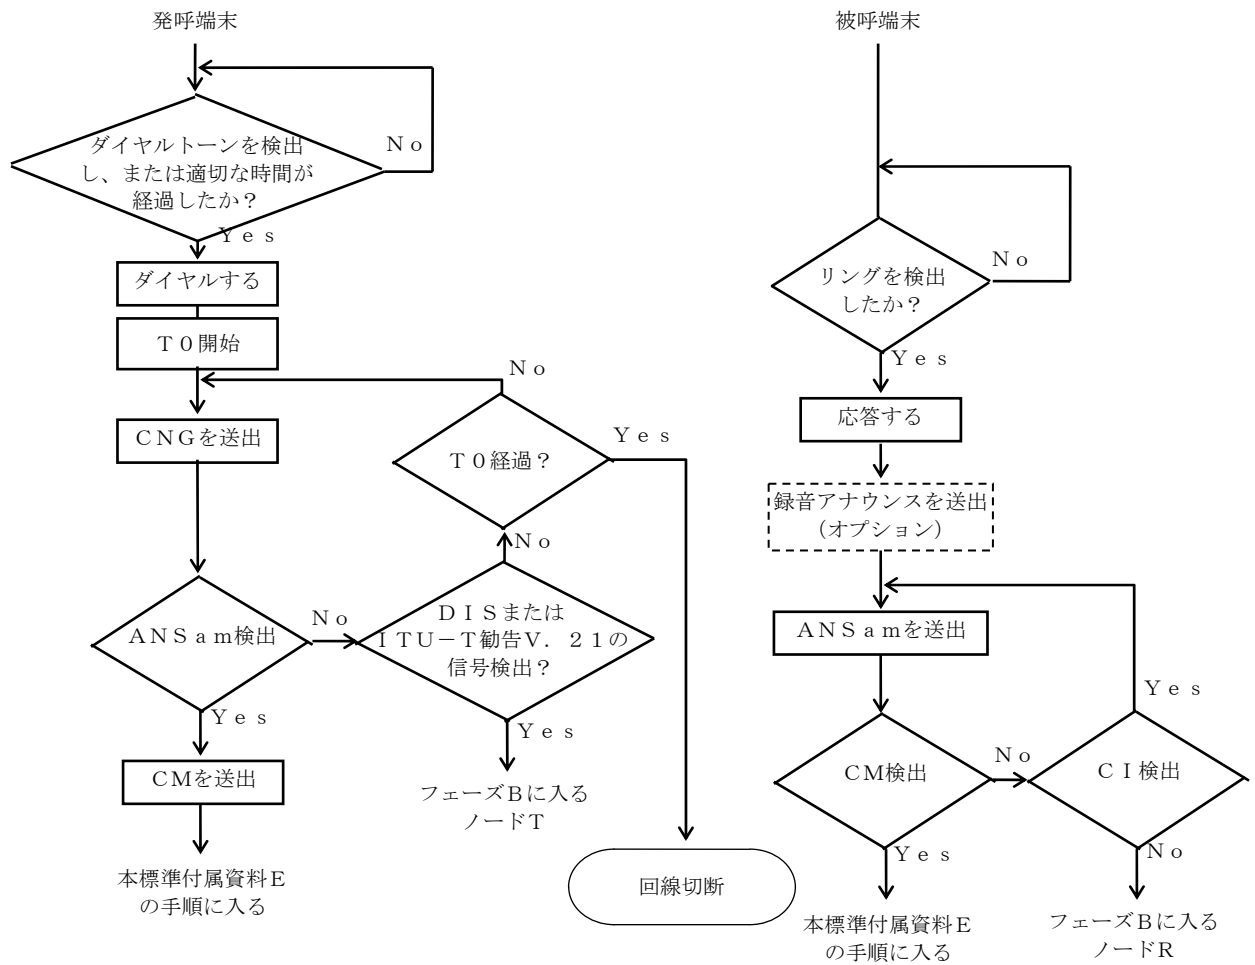 発呼端末
ダイヤルトーンを検出
し、または適切な時間が
経過したか?
No
Yes
ダイヤルする
T0開始
CNGを送出
ANSam検出
No
Yes
CMを送出
本標準付属資料E
の手順に入る
DISまたは
ITU-T勧告V.21の
信号検出?
No
Yes
フェーズBに入る
ノードT
T0経過?
No
Yes
回線切断
被呼端末
リングを検出
したか?
No
Yes
応答する
録音アナウンスを送出
(オプション)
ANSamを送出
CM検出
No
Yes
本標準付属資料E
の手順に入る
CI検出
Yes
No
フェーズBに入る
ノードR